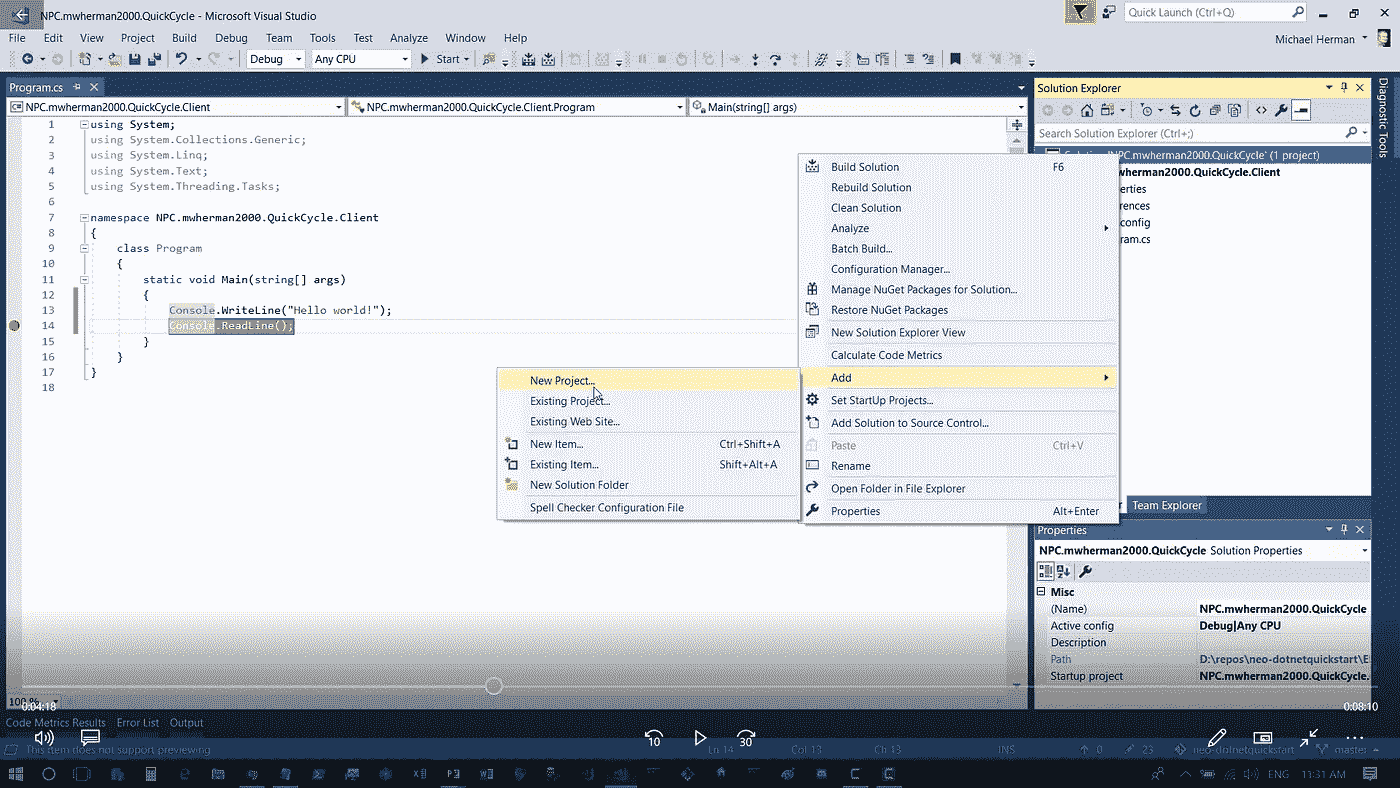 NPC.mwherman2000.QuickCycle - Microsoft Visual Studio
Quick Launch (Ctrl+Q)
File Edit View Project Build Debug Team Tools Test Analyze Window Help
Michael Herman
Debug Any CPU Start
Program.cs
NPC.mwherman2000.QuickCycle.Client NPC.mwherman2000.QuickCycle.Client.Program Main(string[] args)
1 using System;
2 using System.Collections.Generic;
3 using System.Linq;
4 using System.Text;
5 using System.Threading.Tasks;
6
7 namespace NPC.mwherman2000.QuickCycle.Client
8 {
9 class Program
10 {
11 static void Main(string[] args)
12 {
13 Console.WriteLine("Hello world!");
14 Console.ReadLine();
15 }
16 }
17 }
18
New Project...
Existing Project...
Existing Web Site...
New Item... Ctrl+Shift+A
Existing Item... Shift+Alt+A
New Solution Folder
Spell Checker Configuration File
Build Solution F6
Rebuild Solution
Clean Solution
Analyze
Batch Build...
Configuration Manager...
Manage NuGet Packages for Solution...
Restore NuGet Packages
New Solution Explorer View
Calculate Code Metrics
Add
Set StartUp Projects...
Add Solution to Source Control...
Paste Ctrl+V
Rename
Open Folder in File Explorer
Properties Alt+Enter
Solution Explorer
Search Solution Explorer (Ctrl+;)
Solution 'NPC.mwherman2000.QuickCycle' (1 project)
wherman2000.QuickCycle.Client
erties
rences
config
ram.cs
Diagnostic Tools
r Team Explorer
Properties
NPC.mwherman2000.QuickCycle Solution Properties
Misc
(Name) NPC.mwherman2000.QuickCycle
Active config Debug|Any CPU
Description
Path D:\repos\neo-dotnetquickstart\E
Startup project NPC.mwherman2000.QuickCycle.
100 %
0:04:18
0:08:10
Code Metrics Results Error List Output
10
30
This item does not support previewing Ln 14 Col 13 Ch 13 INS 0 23 neo-dotnetquickstart master
ENG 11:31 AM